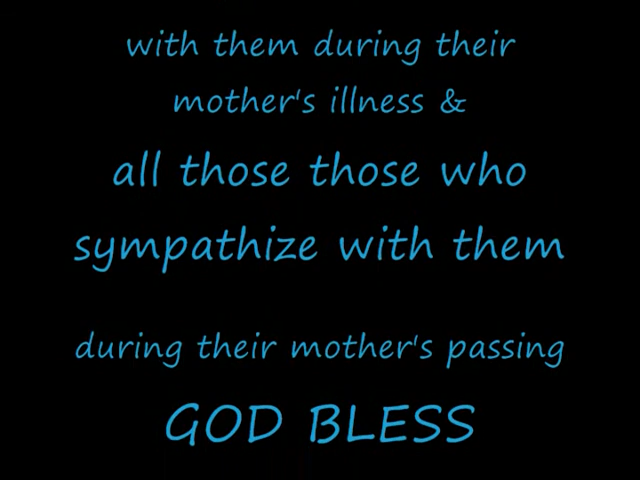 with them during their
mother's illness &
all those those who
sympathize with them
during their mother's passing
GOD BLESS